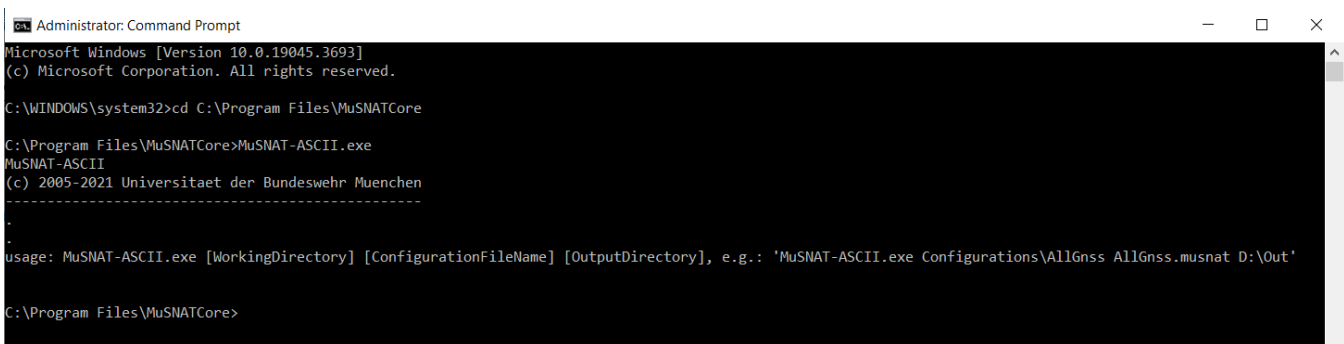 Administrator: Command Prompt
Microsoft Windows [Version 10.0.19045.3693]
(c) Microsoft Corporation. All rights reserved.
C:\WINDOWS\system32>cd C:\Program Files\MuSNATCore
C:\Program Files\MuSNATCore>MuSNAT-ASCII.exe
MuSNAT-ASCII
(c) 2005-2021 Universitaet der Bundeswehr Muenchen
--------------------------------------------------
.
.
usage: MuSNAT-ASCII.exe [WorkingDirectory] [ConfigurationFileName] [OutputDirectory], e.g.: 'MuSNAT-ASCII.exe Configurations\AllGnss AllGnss.musnat D:\Out'
C:\Program Files\MuSNATCore>